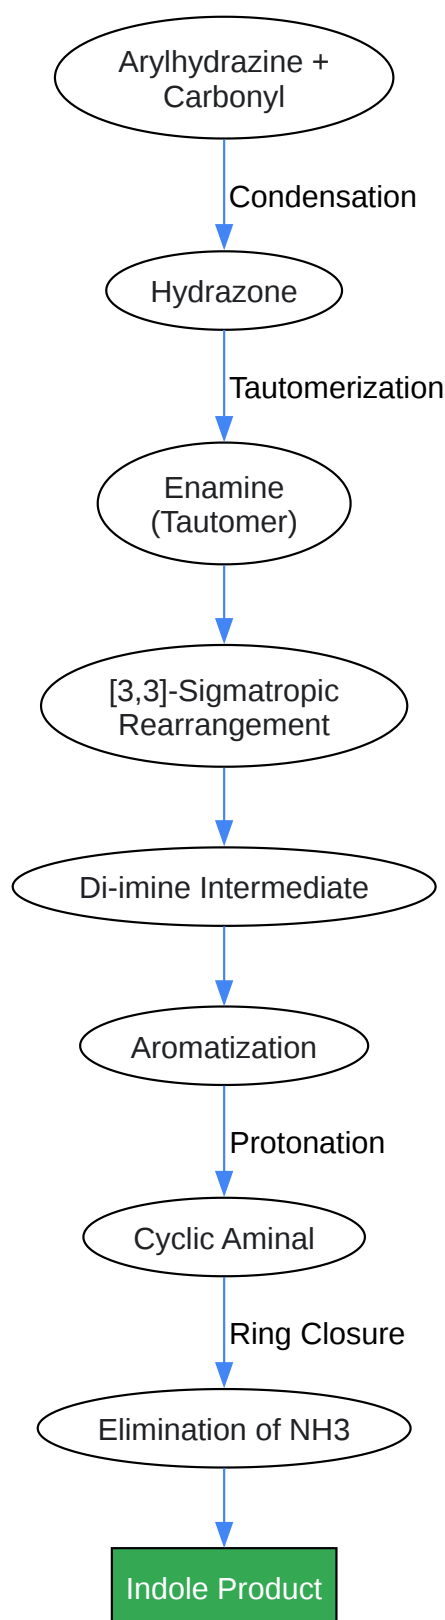 Arylhydrazine +
Carbonyl
Condensation
Hydrazone
Tautomerization
Enamine
(Tautomer)
[3,3]-Sigmatropic
Rearrangement
Di-imine Intermediate
Aromatization
Protonation
Cyclic Aminal
Ring Closure
Elimination of NH3
Indole Product